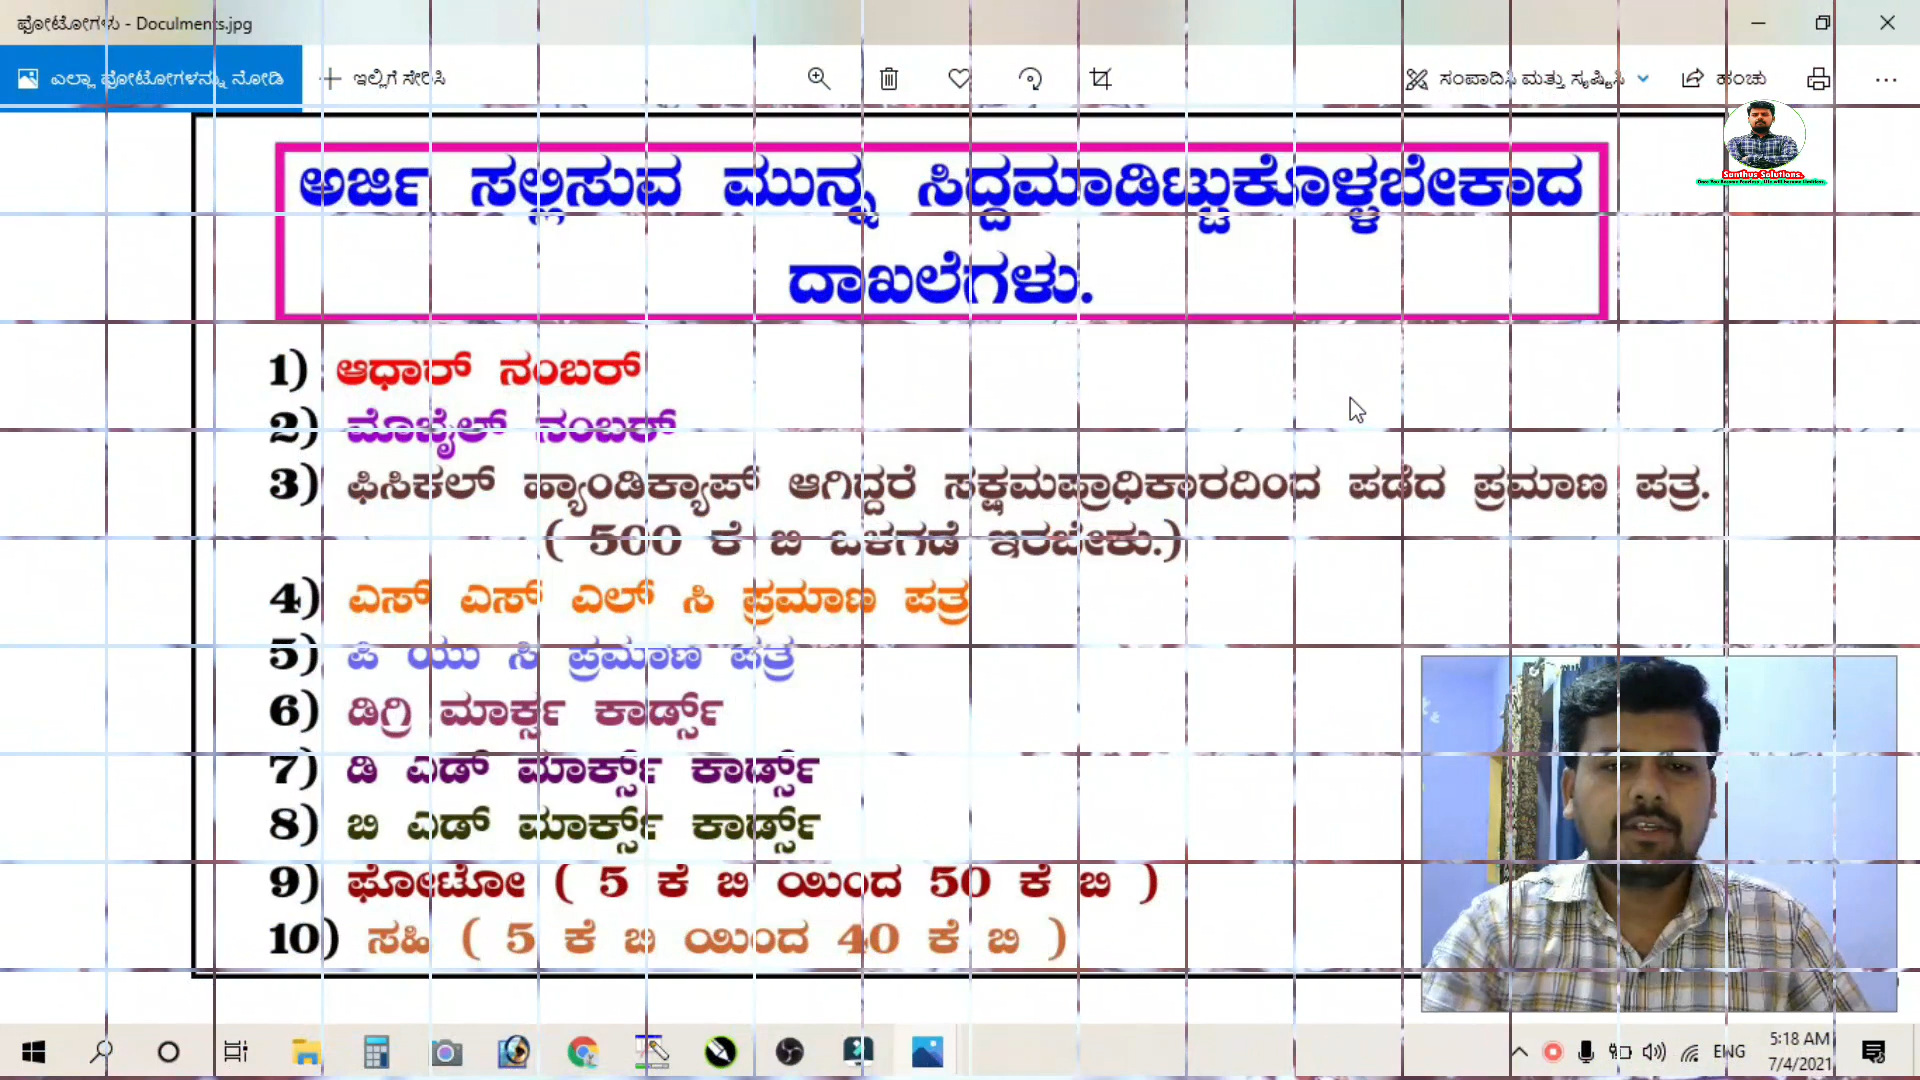 ಫೋಟೋಗಳು - Doculments.jpg
ಎಲ್ಲಾ ಫೋಟೋಗಳನ್ನು ನೋಡಿ
ಇಲ್ಲಿಗೆ ಸೇರಿಸಿ
ಸಂಪಾದಿಸಿ ಮತ್ತು ಸೃಷ್ಟಿಸಿ
ಹಂಚು
Santhus Solutions.
ಅರ್ಜಿ ಸಲ್ಲಿಸುವ ಮುನ್ನ ಸಿದ್ದಮಾಡಿಟ್ಟುಕೊಳ್ಳಬೇಕಾದ
ದಾಖಲೆಗಳು.
1) ಆಧಾರ್ ನಂಬರ್
2) ಮೊಬೈಲ್ ನಂಬರ್
3) ಫಿಸಿಕಲ್ ಹ್ಯಾಂಡಿಕ್ಯಾಪ್ ಆಗಿದ್ದರೆ ಸಕ್ಷಮಪ್ರಾಧಿಕಾರದಿಂದ ಪಡೆದ ಪ್ರಮಾಣ ಪತ್ರ.
( 500 ಕೆ ಬಿ ಒಳಗಡೆ ಇರಬೇಕು.)
4) ಎಸ್ ಎಸ್ ಎಲ್ ಸಿ ಪ್ರಮಾಣ ಪತ್ರ
5) ಪಿ ಯು ಸಿ ಪ್ರಮಾಣ ಪತ್ರ
6) ಡಿಗ್ರಿ ಮಾರ್ಕ್ಸ ಕಾರ್ಡ್ಸ್
7) ಡಿ ಎಡ್ ಮಾರ್ಕ್ಸ್ ಕಾರ್ಡ್ಸ್
8) ಬಿ ಎಡ್ ಮಾರ್ಕ್ಸ್ ಕಾರ್ಡ್ಸ್
9) ಫೋಟೋ ( 5 ಕೆ ಬಿ ಯಿಂದ 50 ಕೆ ಬಿ )
10) ಸಹಿ ( 5 ಕೆ ಬಿ ಯಿಂದ 40 ಕೆ ಬಿ )
ENG
5:18 AM
7/4/2021